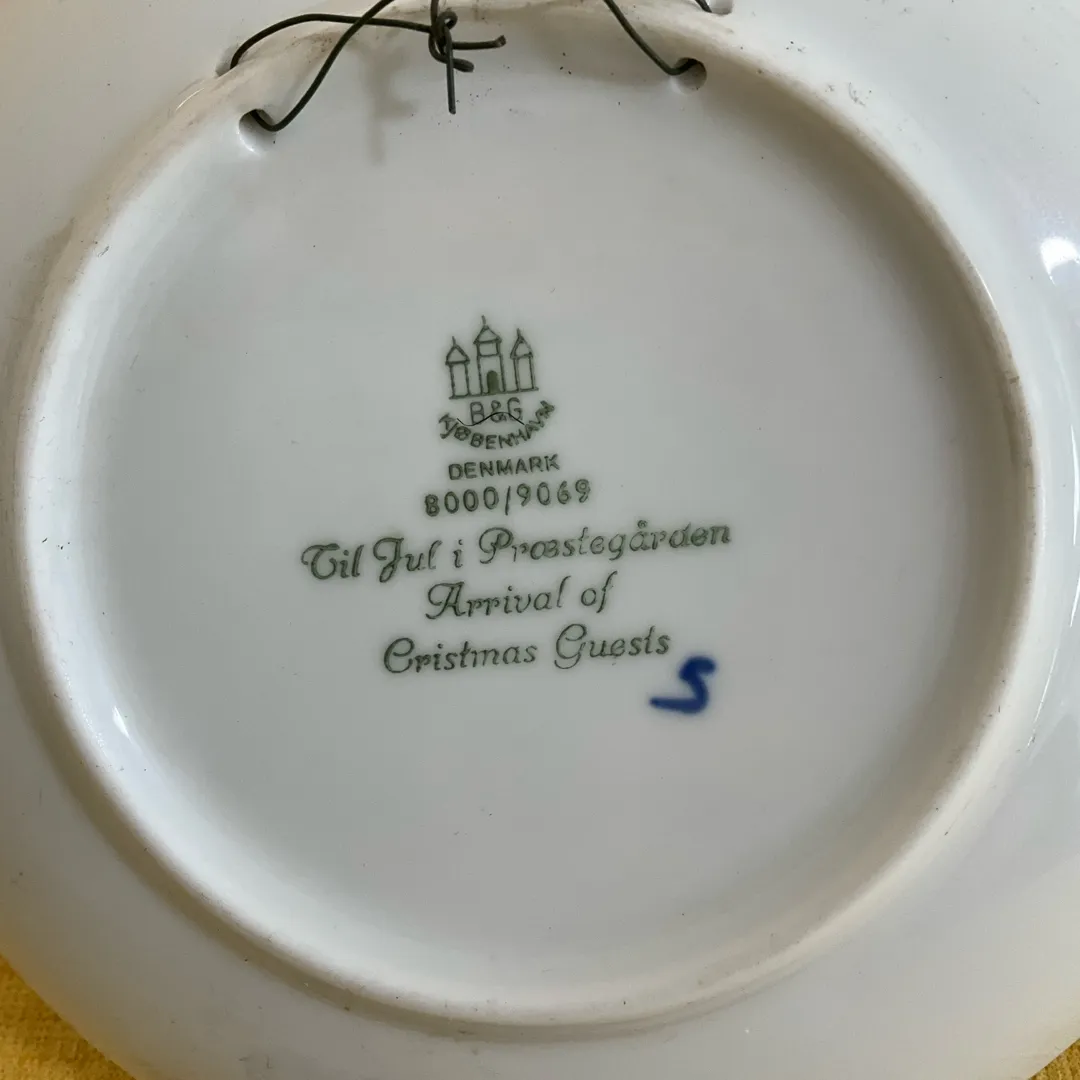 B&G
KJØBENHAVN
DENMARK
8000/9069
Til Jul i Præstegården
Arrival of
Cristmas Guests
S